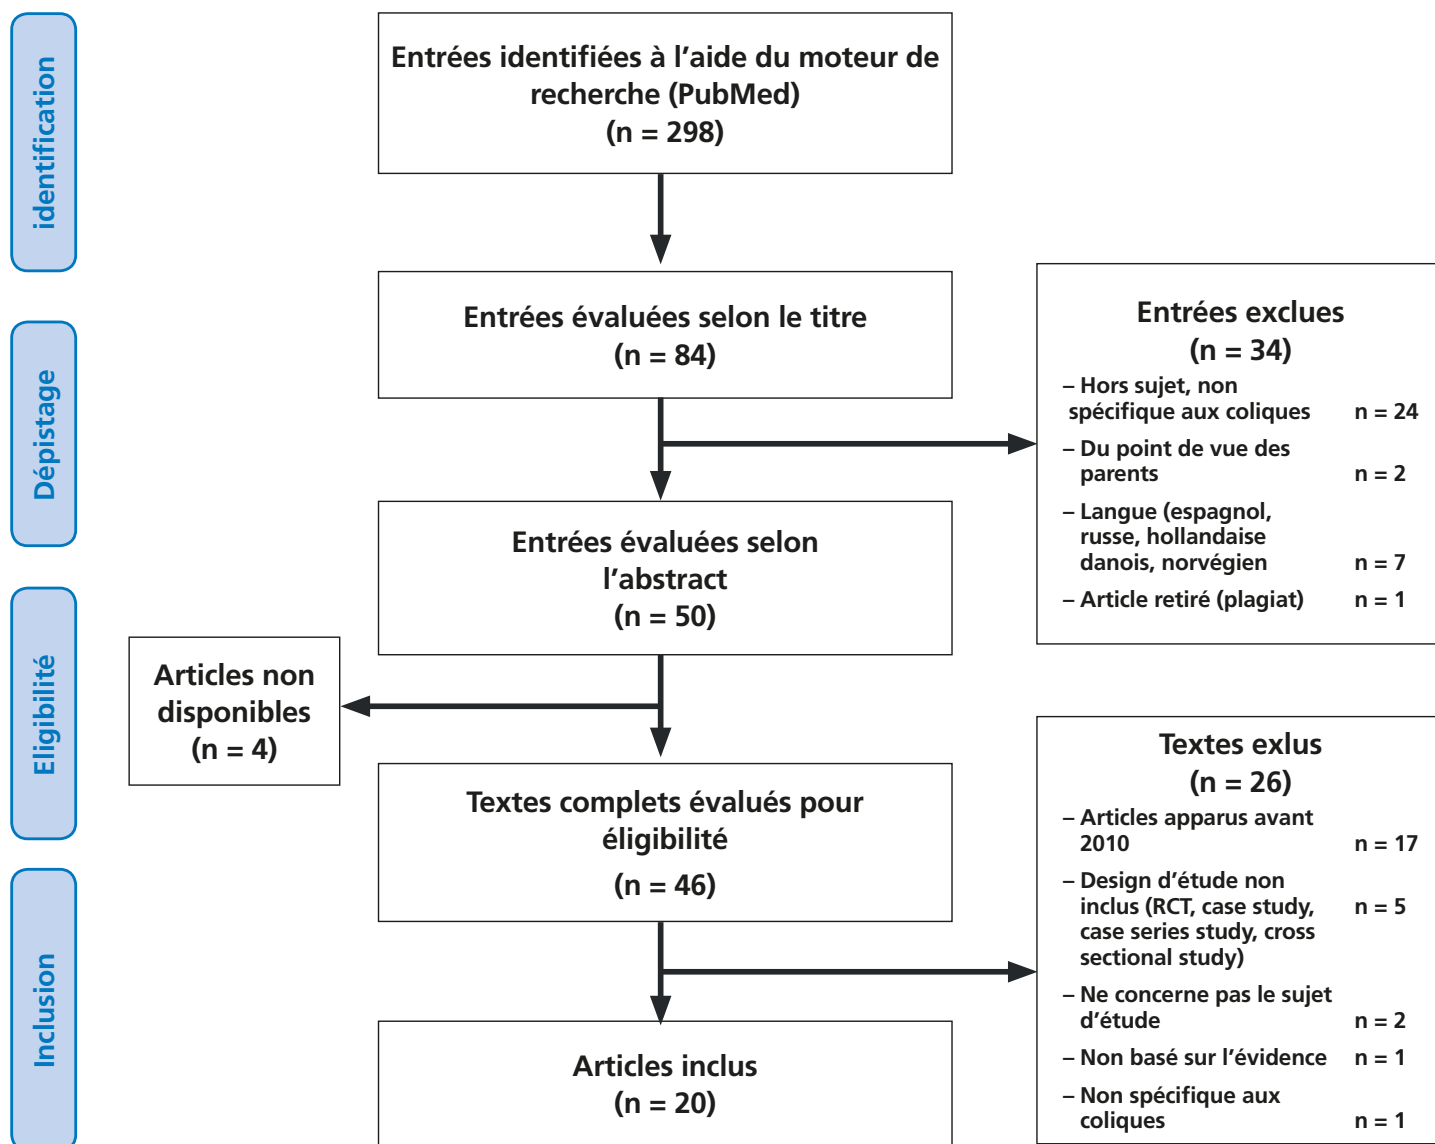 identification
Entrées identifiées à l’aide du moteur de
recherche (PubMed)
(n = 298)
Dépistage
Entrées évaluées selon le titre
(n = 84)
Entrées exclues
(n = 34)
– Hors sujet, non
spécifique aux coliques n = 24
– Du point de vue des
parents n = 2
– Langue (espagnol,
russe, hollandaise
danois, norvégien n = 7
– Article retiré (plagiat) n = 1
Entrées évaluées selon
l’abstract
(n = 50)
Eligibilité
Articles non
disponibles
(n = 4)
Textes complets évalués pour
éligibilité
(n = 46)
Textes exlus
(n = 26)
– Articles apparus avant
2010 n = 17
– Design d’étude non
inclus (RCT, case study, n = 5
case series study, cross
sectional study)
– Ne concerne pas le sujet
d’étude n = 2
– Non basé sur l’évidence n = 1
– Non spécifique aux
coliques n = 1
Inclusion
Articles inclus
(n = 20)